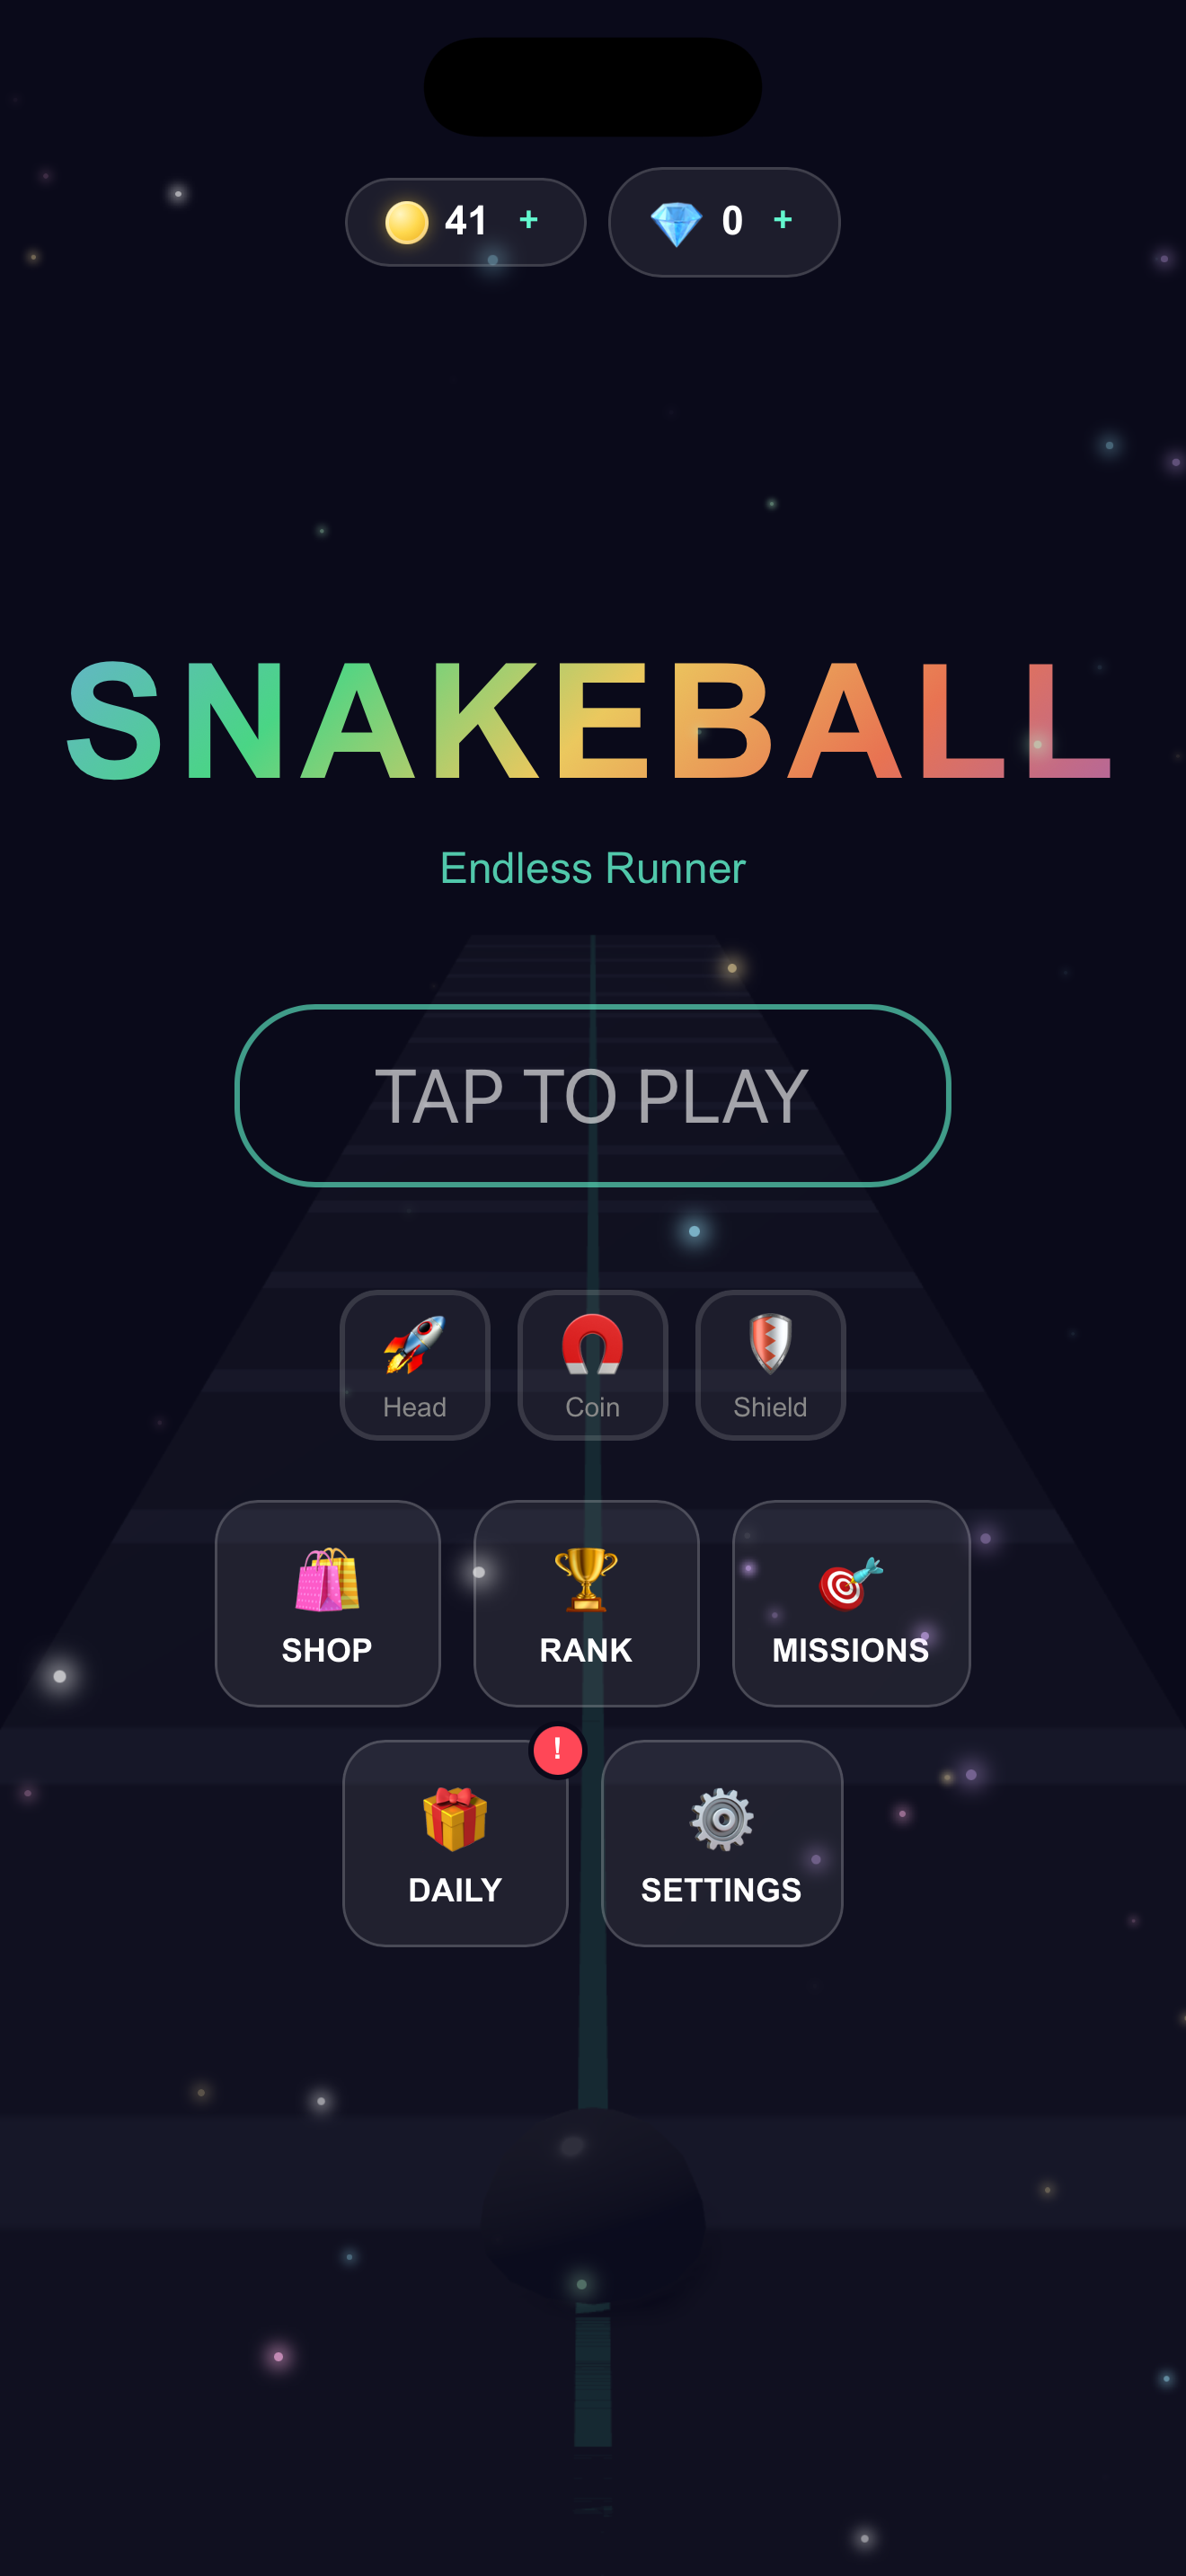 41 + 0 +
SNAKEBALL
Endless Runner
TAP TO PLAY
Head Coin Shield
SHOP RANK MISSIONS
!
DAILY SETTINGS